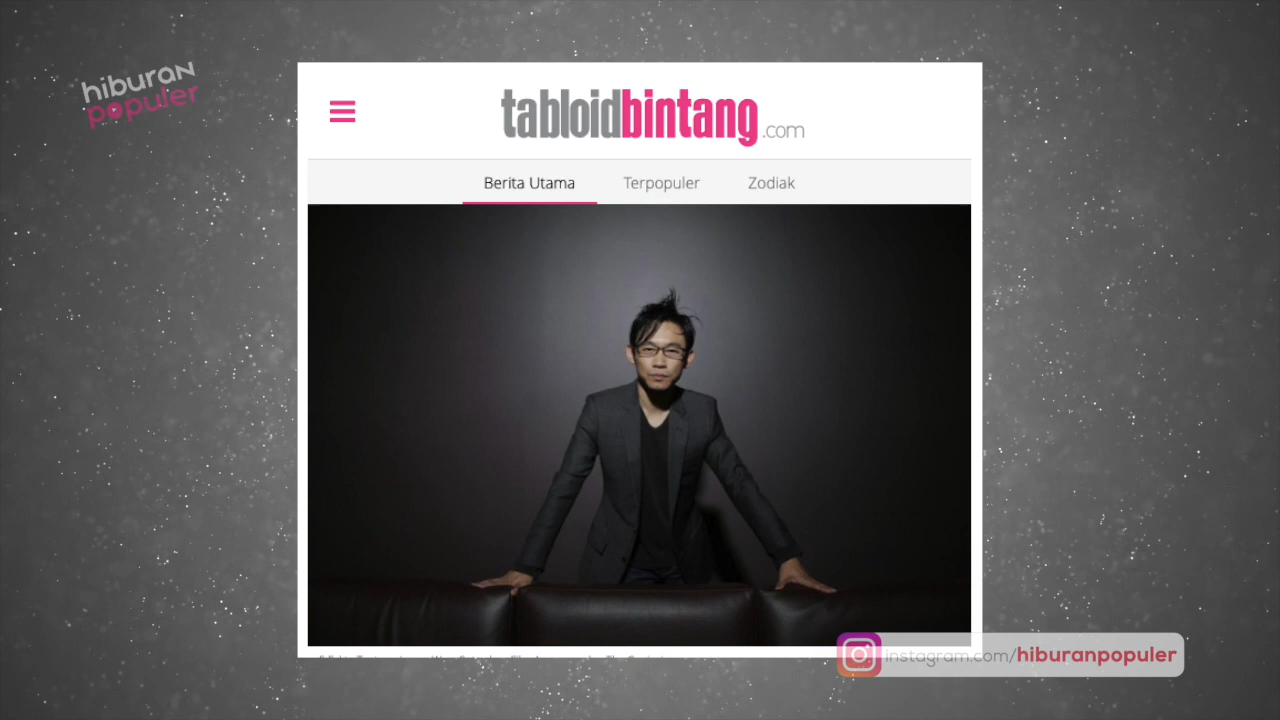 hiburan
populer
tabloidbintang.com
Berita Utama Terpopuler Zodiak
instagram.com/hiburanpopuler